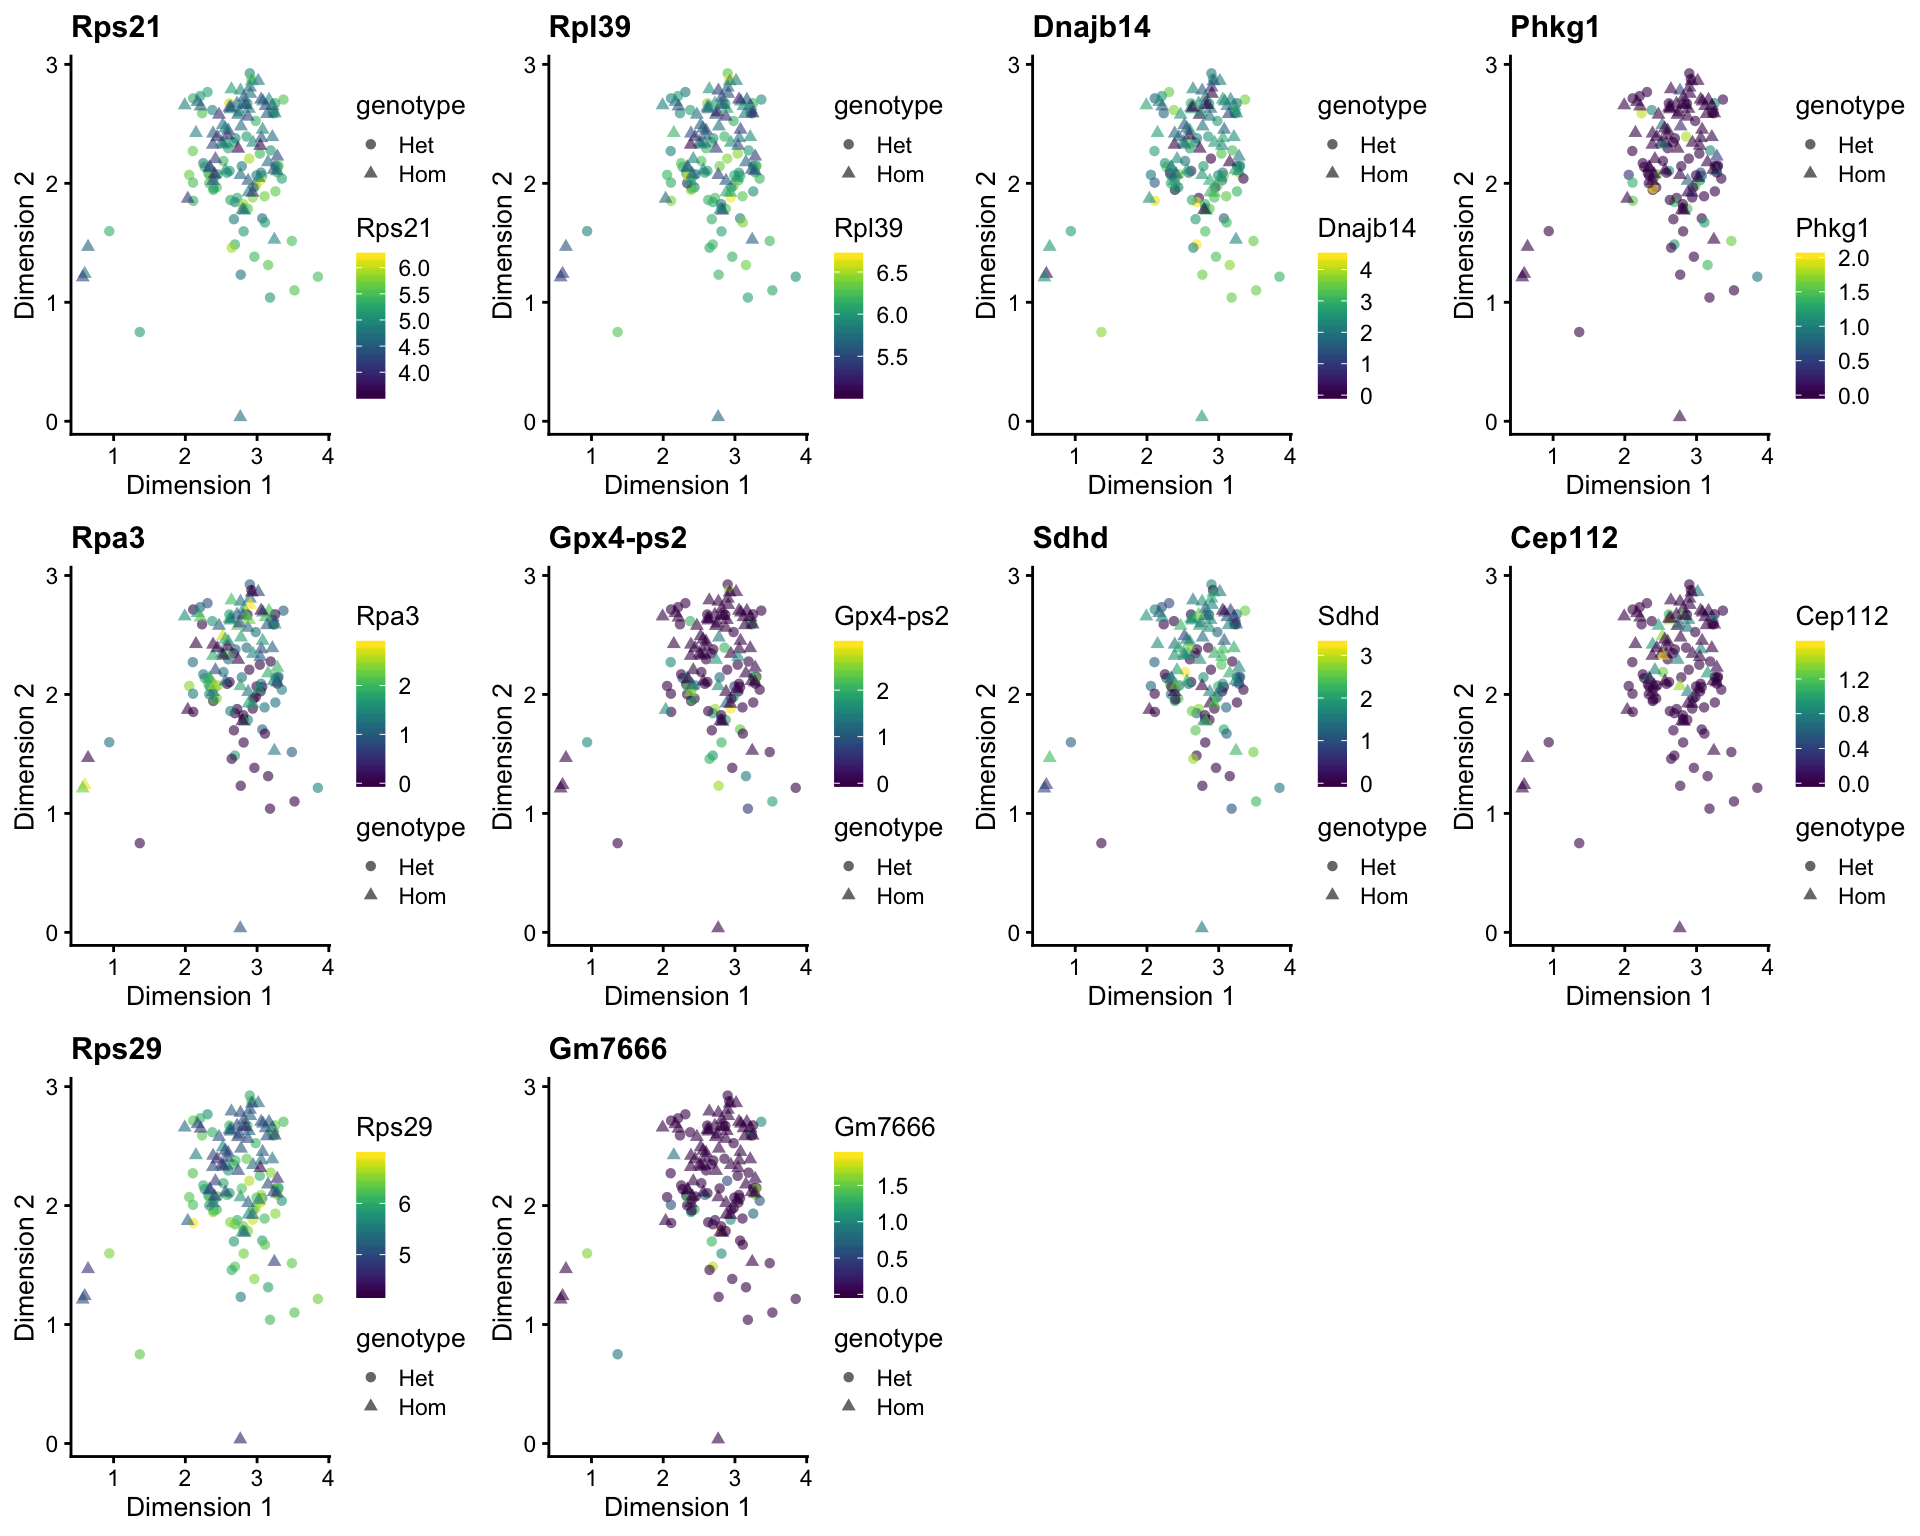 Rps21
3
2
1
0
Dimension 2
1 2 3 4
Dimension 1
genotype
Het
Hom
Rps21
6.0
5.5
5.0
4.5
4.0
Rpl39
3
2
1
0
Dimension 2
1 2 3 4
Dimension 1
genotype
Het
Hom
Rpl39
6.5
6.0
5.5
Dnajb14
3
2
1
0
Dimension 2
1 2 3 4
Dimension 1
genotype
Het
Hom
Dnajb14
4
3
2
1
0
Phkg1
3
2
1
0
Dimension 2
1 2 3 4
Dimension 1
genotype
Het
Hom
Phkg1
2.0
1.5
1.0
0.5
0.0
Rpa3
3
2
1
0
Dimension 2
1 2 3 4
Dimension 1
Rpa3
2
1
0
genotype
Het
Hom
Gpx4-ps2
3
2
1
0
Dimension 2
1 2 3 4
Dimension 1
Gpx4-ps2
2
1
0
genotype
Het
Hom
Sdhd
3
2
1
0
Dimension 2
1 2 3 4
Dimension 1
Sdhd
3
2
1
0
genotype
Het
Hom
Cep112
3
2
1
0
Dimension 2
1 2 3 4
Dimension 1
Cep112
1.2
0.8
0.4
0.0
genotype
Het
Hom
Rps29
3
2
1
0
Dimension 2
1 2 3 4
Dimension 1
Rps29
6
5
genotype
Het
Hom
Gm7666
3
2
1
0
Dimension 2
1 2 3 4
Dimension 1
Gm7666
1.5
1.0
0.5
0.0
genotype
Het
Hom